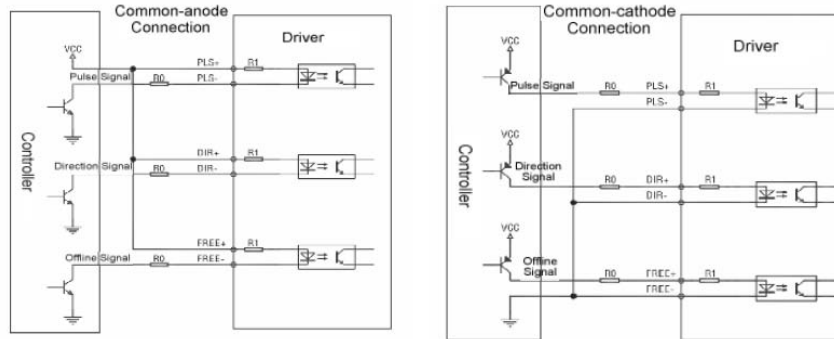 Common-anode
Connection
VCC
Driver
Pulse Signal
PLS+
R1
R0
PLS-
Controller
Direction Signal
DIR+
R1
R0
DIR-
Offline Signal
FREE+
R1
R0
FREE-
Common-cathode
Connection
VCC
Driver
Pulse Signal
R0
PLS+
R1
PLS-
VCC
Controller
Direction
Signal
R0
DIR+
R1
DIR-
VCC
Offline
Signal
R0
FREE+
R1
FREE-